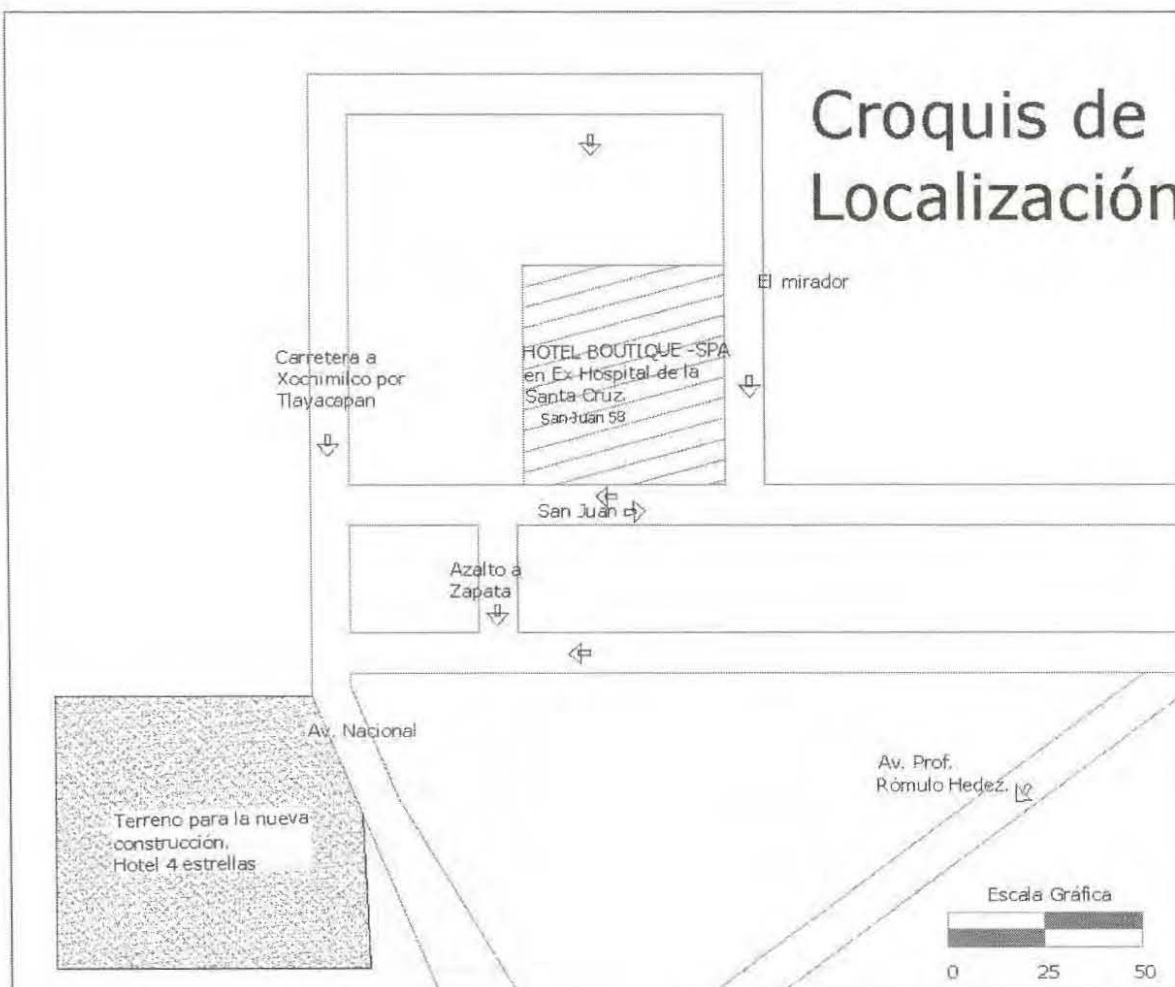 Croquis de
Localización
El mirador
Carretera a
Xochimilco por
Tlayacapan
HOTEL BOUTIQUE -SPA
en Ex Hospital de la
Santa Cruz.
San Juan 58
San Juan
Azalto a
Zapata
Av. Nacional
Av. Prof.
Rómulo Hedez.
Terreno para la nueva
construcción.
Hotel 4 estrellas
Escala Gráfica
0 25 50